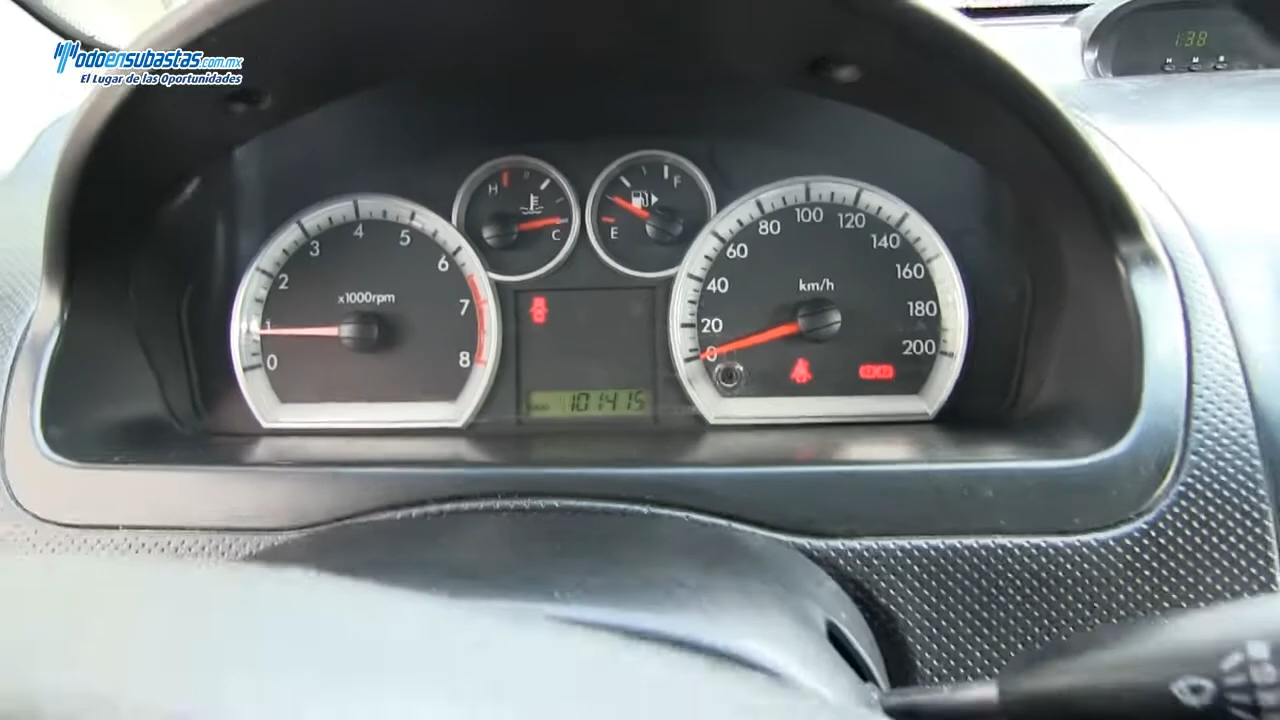 Todoensubastas.com.mx
El Lugar de las Oportunidades
1:38
H M S
H
C
F
E
0 1 2 3 4 5 6 7 8
x1000rpm
0 20 40 60 80 100 120 140 160 180 200
km/h
101415